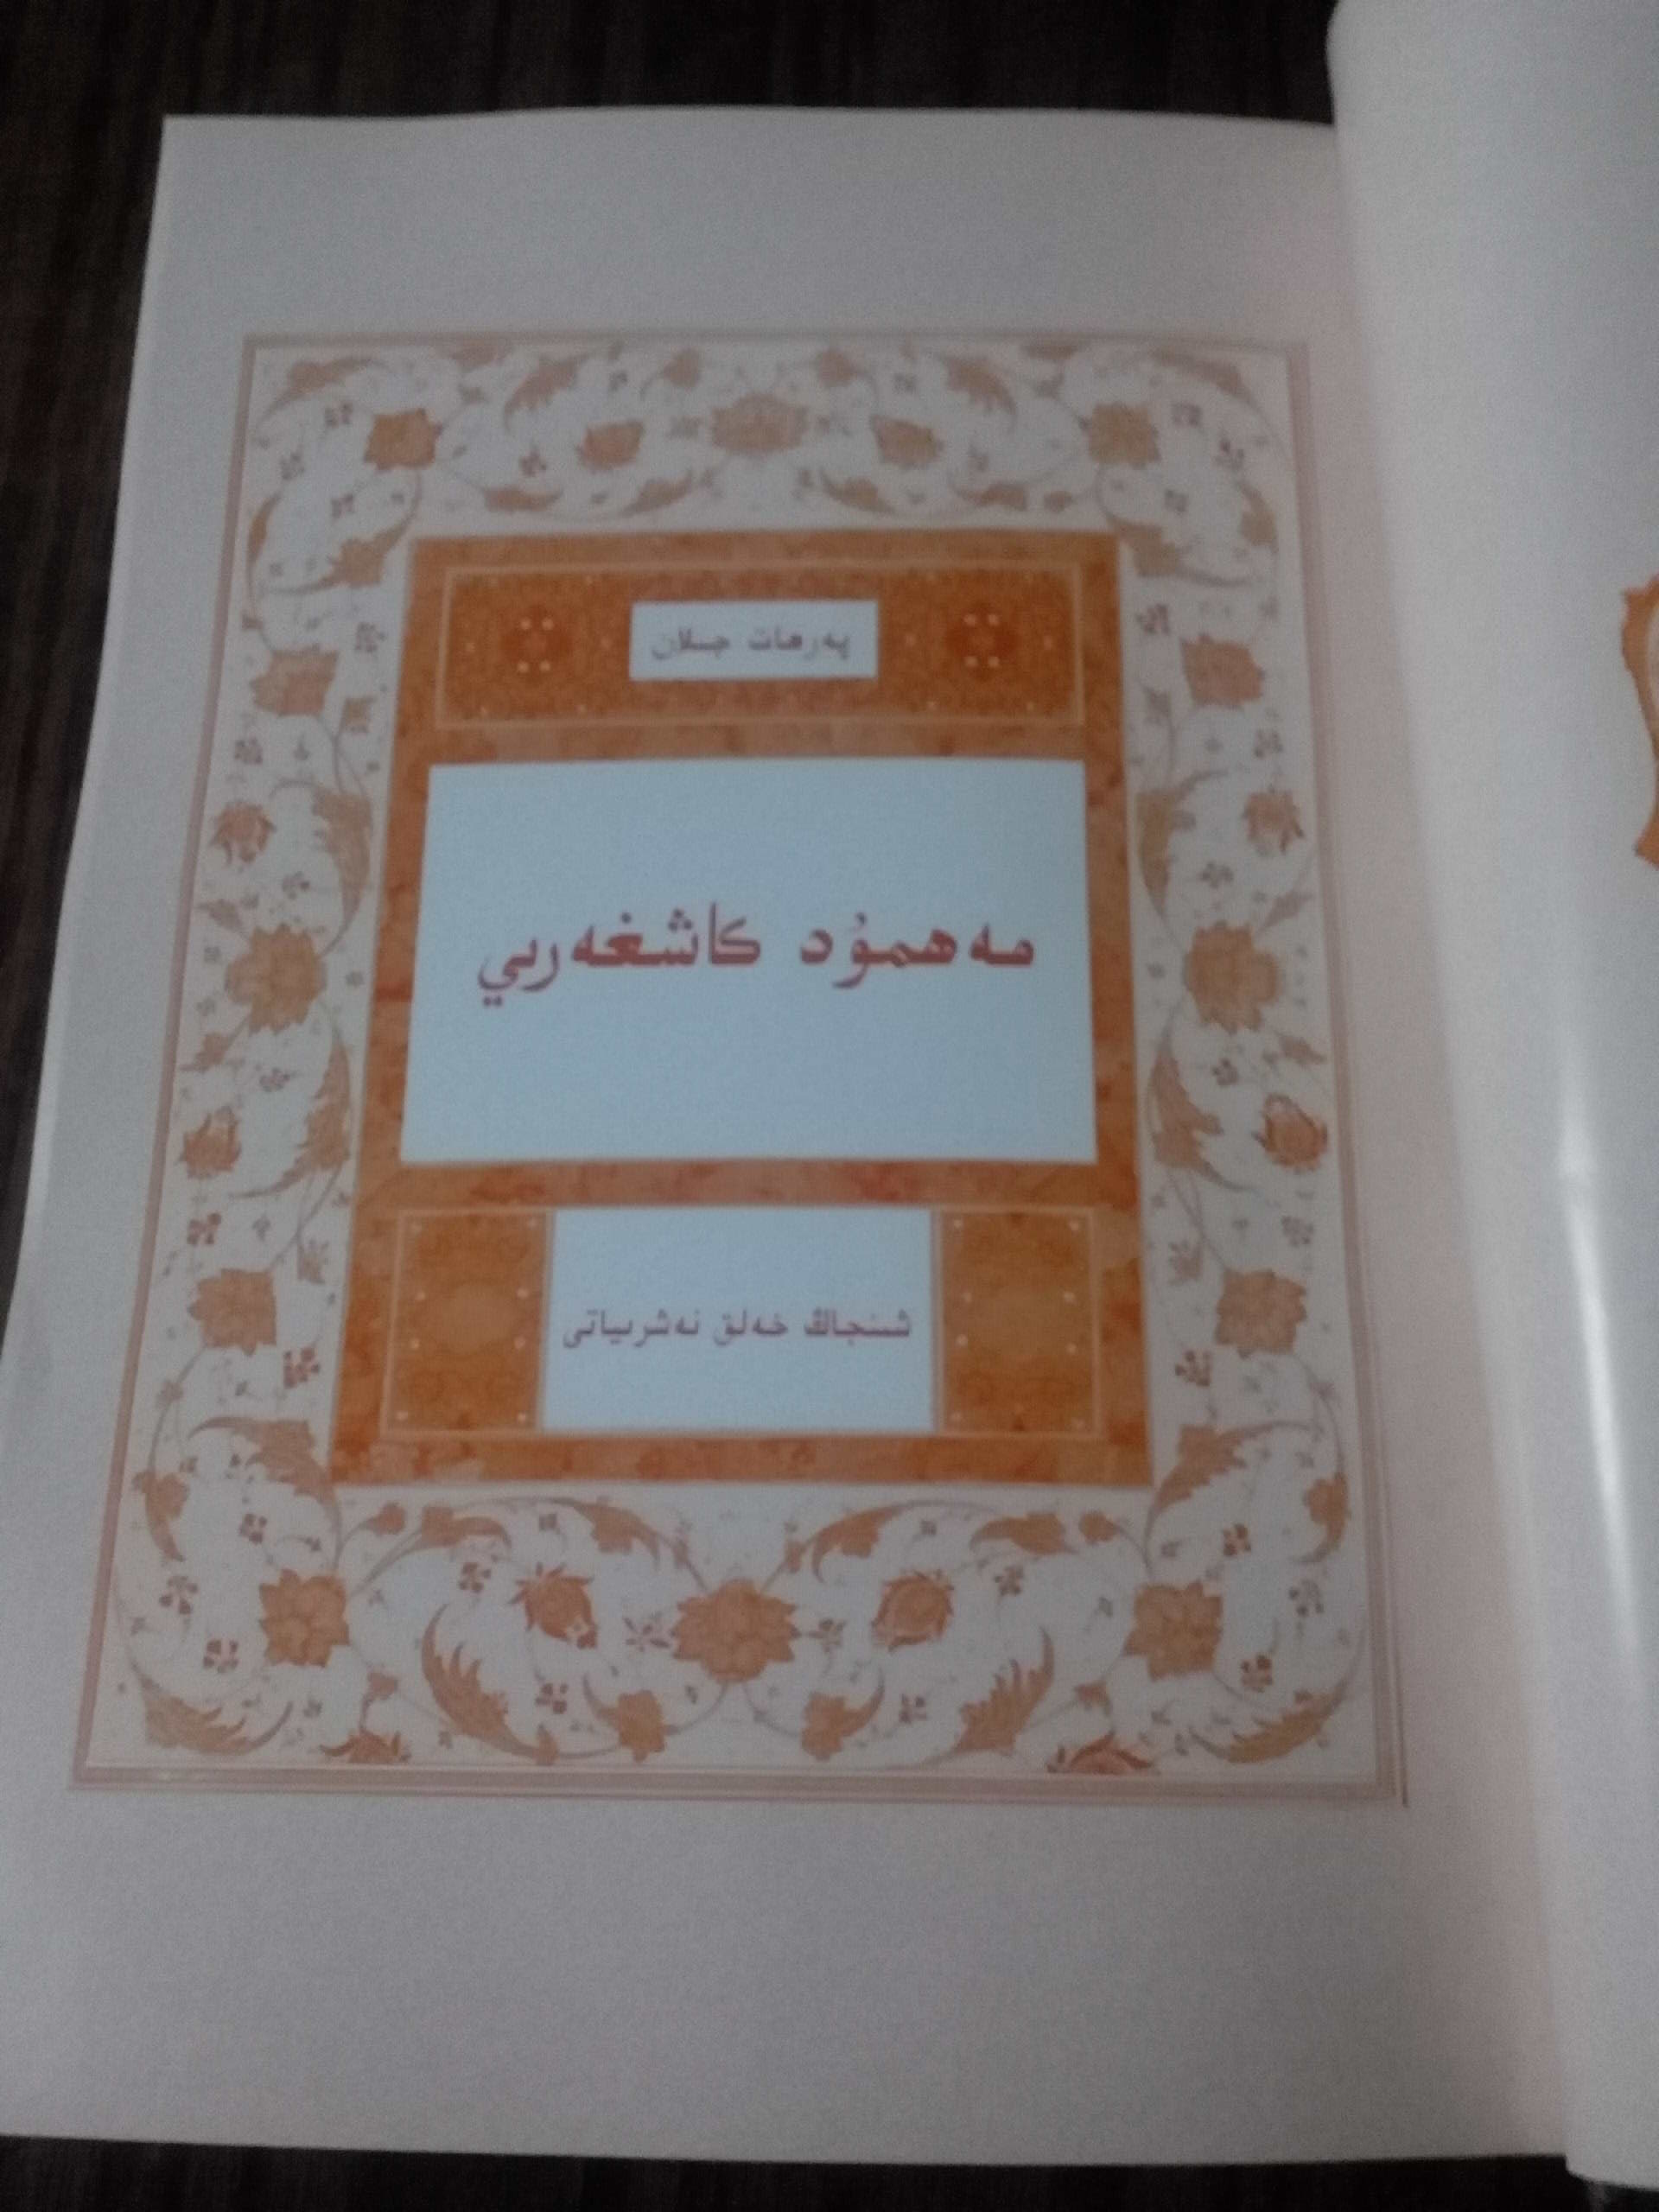 پەرھات جىلان
مەھمۇد كاشغەرىي
شىنجاڭ خەلق نەشرىياتى